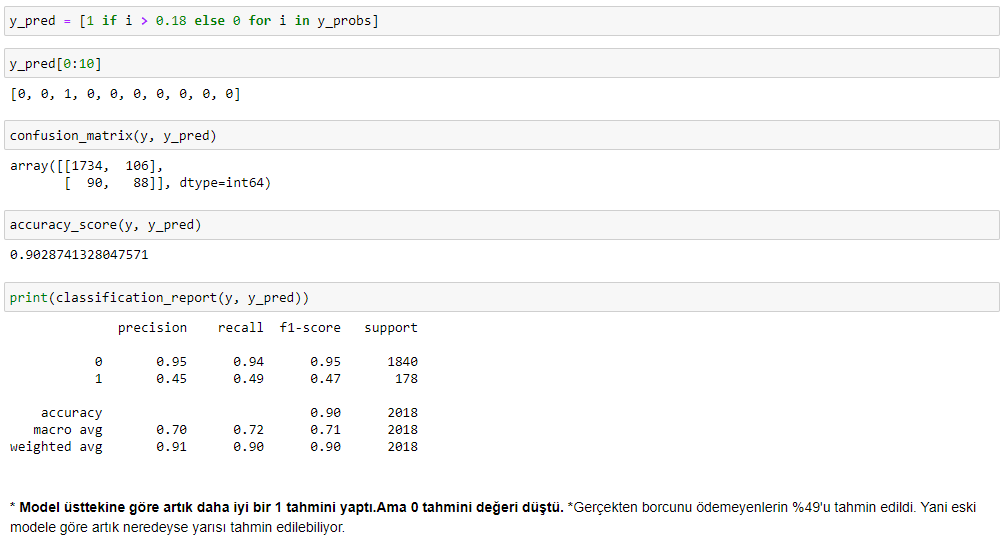 y_pred = [1 if i > 0.18 else 0 for i in y_probs]
y_pred[0:10]
[0, 0, 1, 0, 0, 0, 0, 0, 0, 0]
confusion_matrix(y, y_pred)
array([[1734,  106],
       [  90,   88]], dtype=int64)
accuracy_score(y, y_pred)
0.9028741328047571
print(classification_report(y, y_pred))
              precision    recall  f1-score   support
           0       0.95      0.94      0.95      1840
           1       0.45      0.49      0.47       178
    accuracy                           0.90      2018
   macro avg       0.70      0.72      0.71      2018
weighted avg       0.91      0.90      0.90      2018
* Model üsttekine göre artık daha iyi bir 1 tahmini yaptı.Ama 0 tahmini değeri düştü. *Gerçekten borcunu ödemeyenlerin %49'u tahmin edildi. Yani eski
modele göre artık neredeyse yarısı tahmin edilebiliyor.